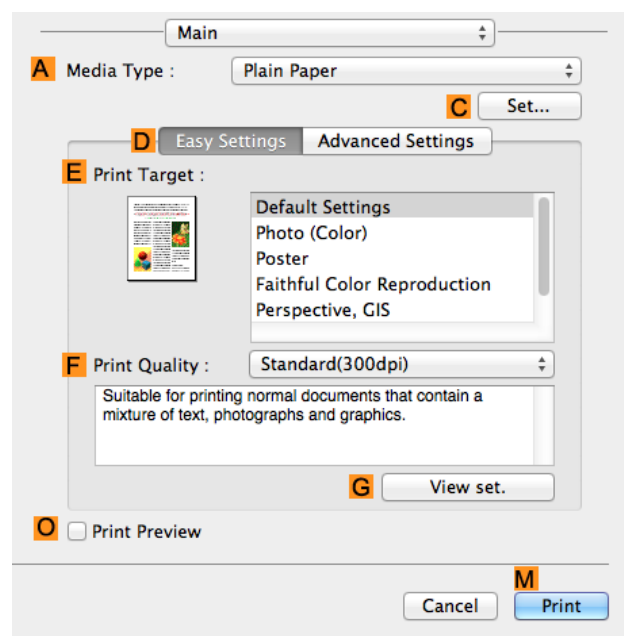 Main
A Media Type : Plain Paper
C Set...
D Easy Settings Advanced Settings
E Print Target :
Default Settings
Photo (Color)
Poster
Faithful Color Reproduction
Perspective, GIS
F Print Quality : Standard(300dpi)
Suitable for printing normal documents that contain a
mixture of text, photographs and graphics.
G View set.
O Print Preview
M
Cancel Print